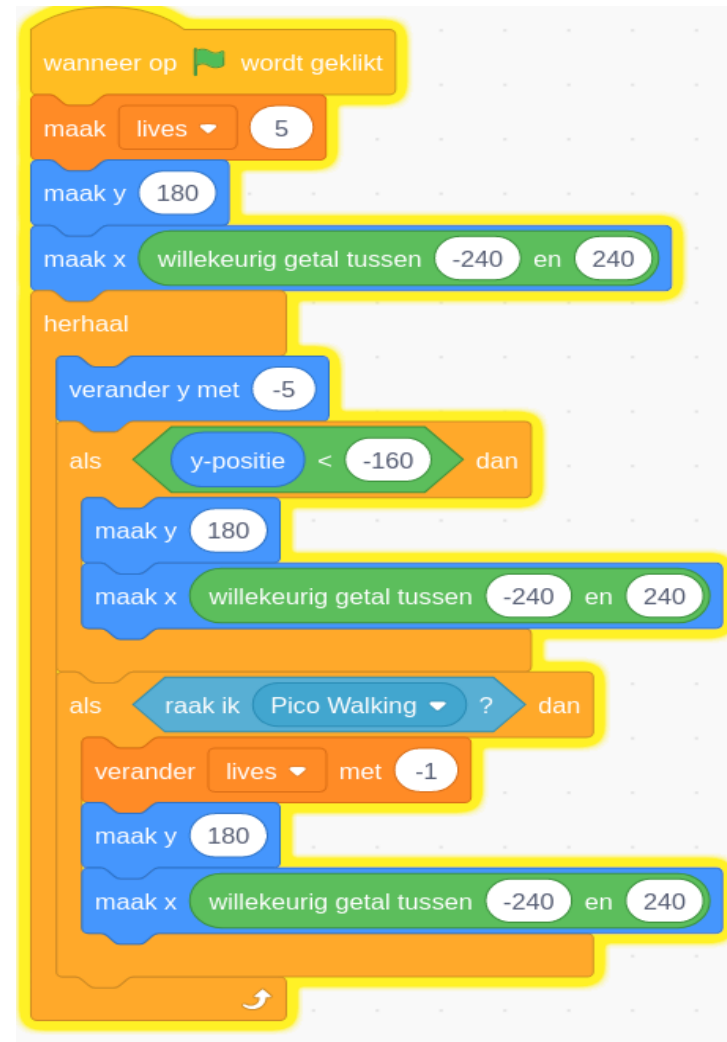 wanneer op wordt geklikt
maak lives 5
maak y 180
maak x willekeurig getal tussen -240 en 240
herhaal
verander y met -5
als y-positie < -160 dan
maak y 180
maak x willekeurig getal tussen -240 en 240
als raak ik Pico Walking ? dan
verander lives met -1
maak y 180
maak x willekeurig getal tussen -240 en 240